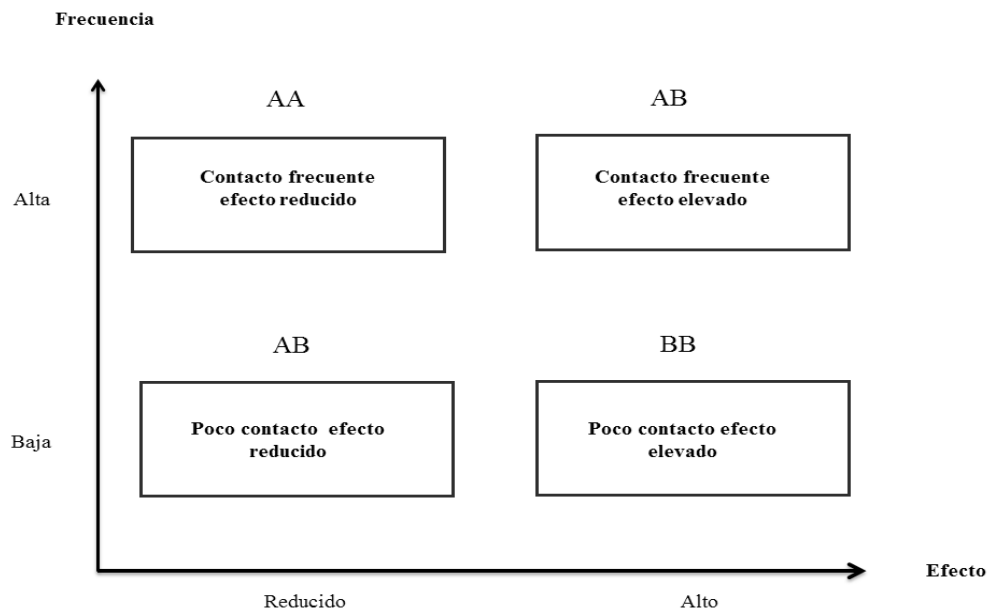 Frecuencia
AA
AB
Alta
Contacto frecuente
efecto reducido
Contacto frecuente
efecto elevado
AB
BB
Baja
Poco contacto efecto
reducido
Poco contacto efecto
elevado
Efecto
Reducido
Alto